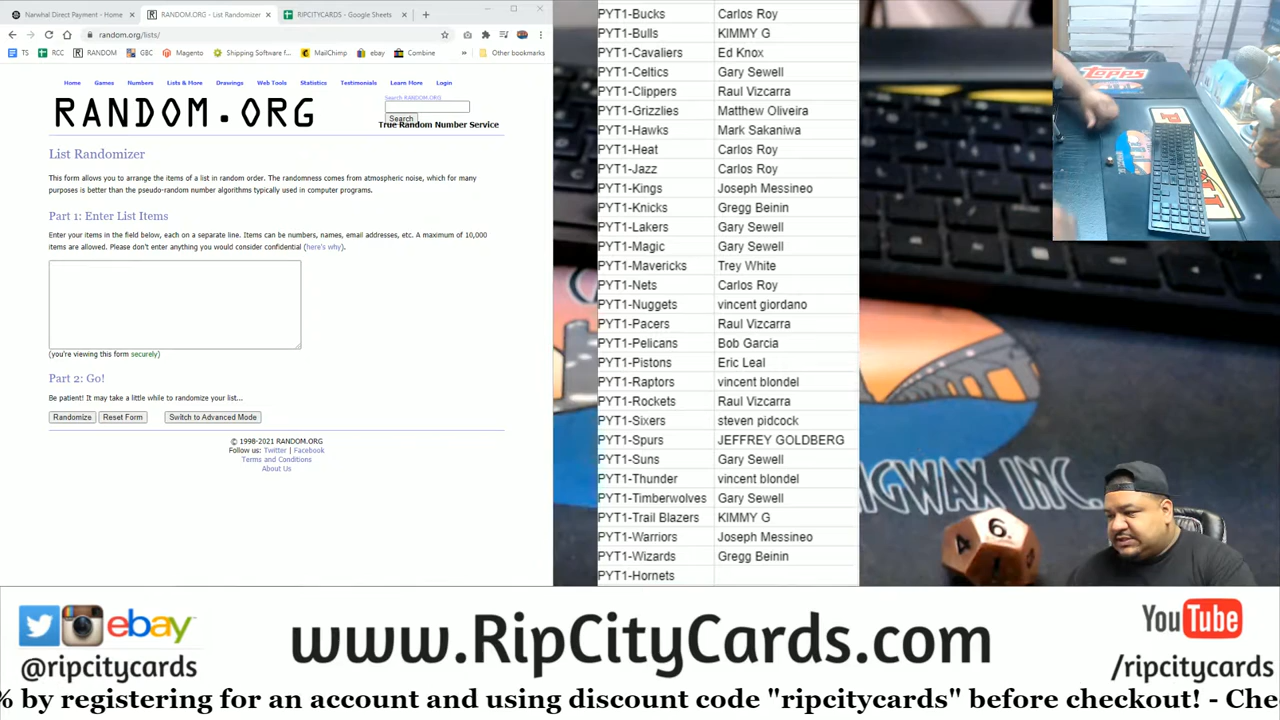 Narwhal Direct Payment - Home
RANDOM.ORG - List Randomizer
RIPCITYCARDS - Google Sheets
random.org/lists/
TS
RCC
RANDOM
GBC
Magento
Shipping Software f...
MailChimp
ebay
Combine
Other bookmarks
Home
Games
Numbers
Lists & More
Drawings
Web Tools
Statistics
Testimonials
Learn More
Login
RANDOM.ORG
Search RANDOM.ORG
Search
True Random Number Service
List Randomizer
This form allows you to arrange the items of a list in random order. The randomness comes from atmospheric noise, which for many
purposes is better than the pseudo-random number algorithms typically used in computer programs.
Part 1: Enter List Items
Enter your items in the field below, each on a separate line. Items can be numbers, names, email addresses, etc. A maximum of 10,000
items are allowed. Please don't enter anything you would consider confidential (here's why).
(you're viewing this form securely)
Part 2: Go!
Be patient! It may take a little while to randomize your list...
Randomize
Reset Form
Switch to Advanced Mode
© 1998-2021 RANDOM.ORG
Follow us: Twitter | Facebook
Terms and Conditions
About Us
PYT1-Bucks Carlos Roy
PYT1-Bulls KIMMY G
PYT1-Cavaliers Ed Knox
PYT1-Celtics Gary Sewell
PYT1-Clippers Raul Vizcarra
PYT1-Grizzlies Matthew Oliveira
PYT1-Hawks Mark Sakaniwa
PYT1-Heat Carlos Roy
PYT1-Jazz Carlos Roy
PYT1-Kings Joseph Messineo
PYT1-Knicks Gregg Beinin
PYT1-Lakers Gary Sewell
PYT1-Magic Gary Sewell
PYT1-Mavericks Trey White
PYT1-Nets Carlos Roy
PYT1-Nuggets vincent giordano
PYT1-Pacers Raul Vizcarra
PYT1-Pelicans Bob Garcia
PYT1-Pistons Eric Leal
PYT1-Raptors vincent blondel
PYT1-Rockets Raul Vizcarra
PYT1-Sixers steven pidcock
PYT1-Spurs JEFFREY GOLDBERG
PYT1-Suns Gary Sewell
PYT1-Thunder vincent blondel
PYT1-Timberwolves Gary Sewell
PYT1-Trail Blazers KIMMY G
PYT1-Warriors Joseph Messineo
PYT1-Wizards Gregg Beinin
PYT1-Hornets
Topps
GWAX INC.
4 6. 1
ebay
@ripcitycards
www.RipCityCards.com
YouTube
/ripcitycards
% by registering for an account and using discount code "ripcitycards" before checkout! - Che